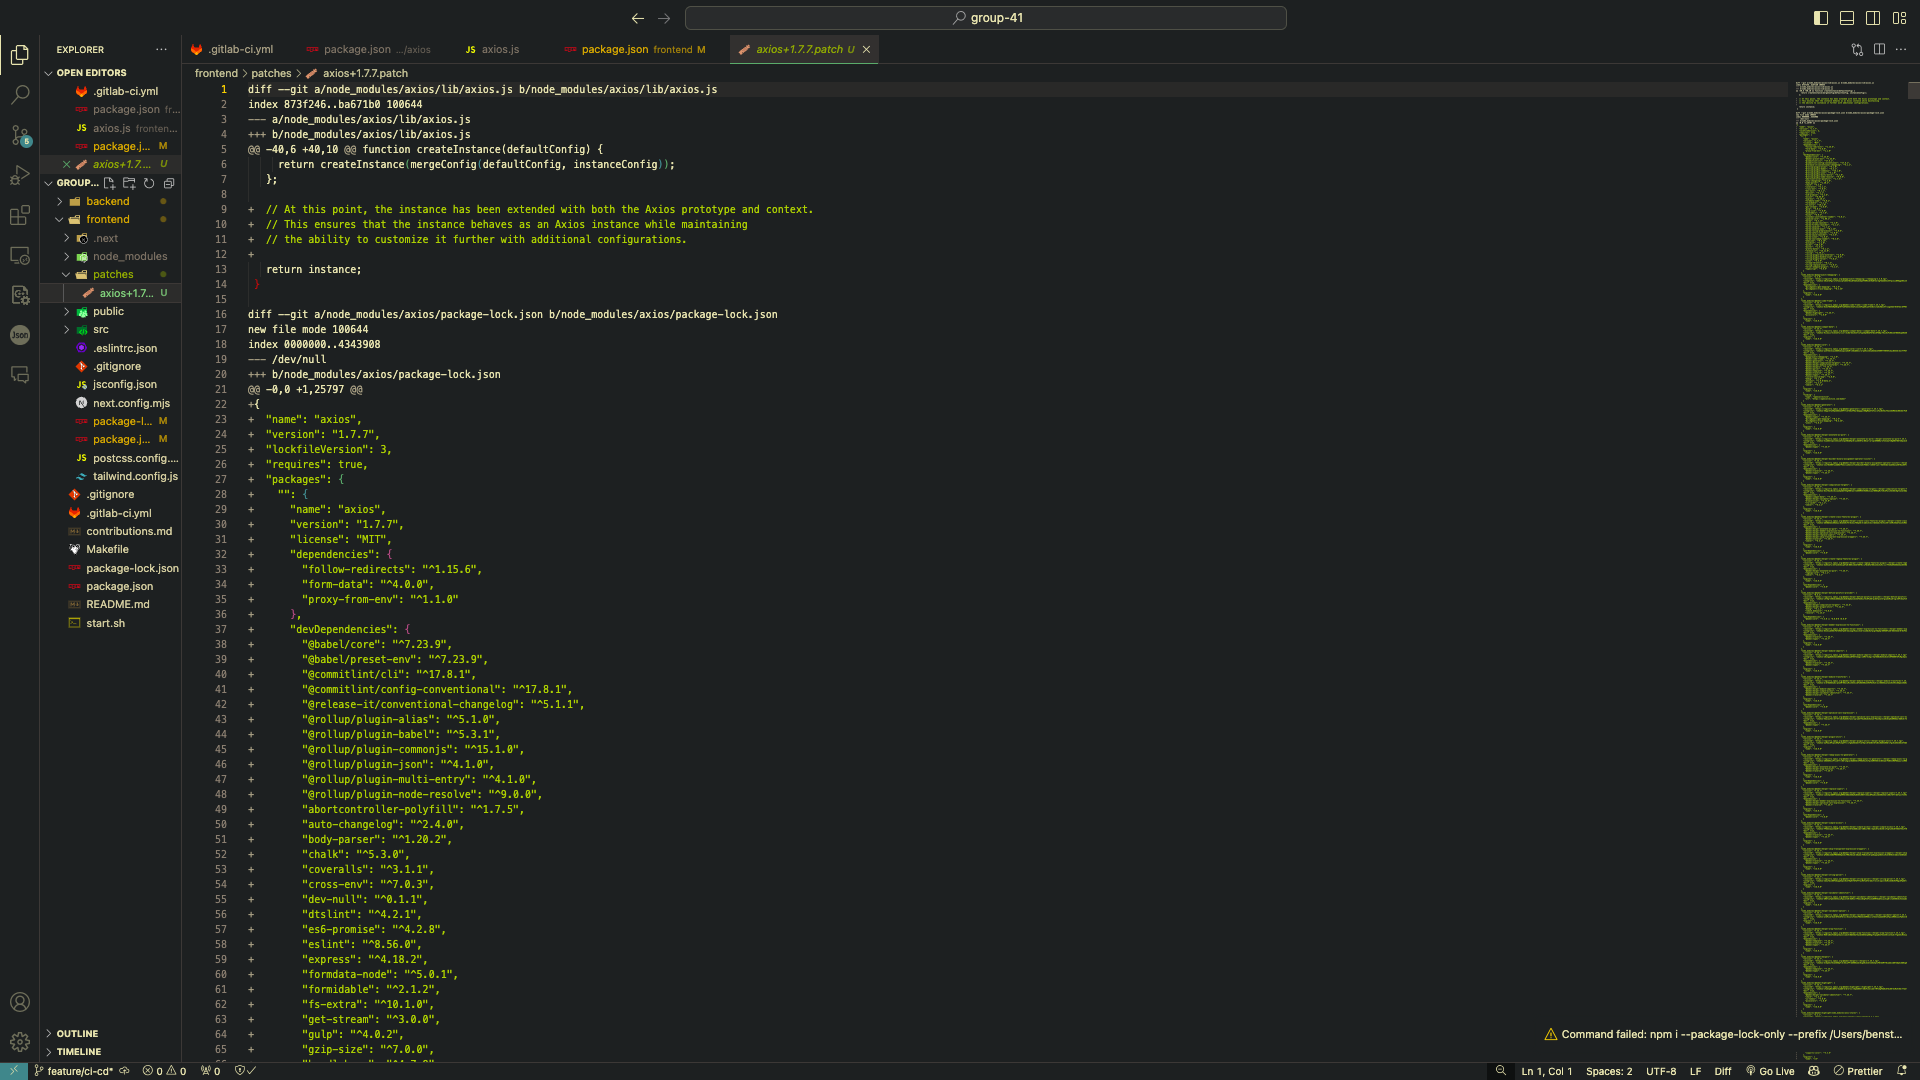 group-41
EXPLORER
.gitlab-ci.yml
package.json .../axios
JS axios.js
package.json frontend M
axios+1.7.7.patch U
OPEN EDITORS
.gitlab-ci.yml
package.json fr...
JS axios.js fronten...
package.j... M
axios+1.7.... U
GROUP...
backend
frontend
.next
node_modules
patches
axios+1.7... U
public
src
.eslintrc.json
.gitignore
JS jsconfig.json
N next.config.mjs
package-l... M
package.j... M
JS postcss.config....
tailwind.config.js
.gitignore
.gitlab-ci.yml
contributions.md
Makefile
package-lock.json
package.json
README.md
start.sh
OUTLINE
TIMELINE
5
Json
frontend > patches > axios+1.7.7.patch
1 diff --git a/node_modules/axios/lib/axios.js b/node_modules/axios/lib/axios.js
2 index 873f246..ba671b0 100644
3 --- a/node_modules/axios/lib/axios.js
4 +++ b/node_modules/axios/lib/axios.js
5 @@ -40,6 +40,10 @@ function createInstance(defaultConfig) {
6 return createInstance(mergeConfig(defaultConfig, instanceConfig));
7 };
8
9 + // At this point, the instance has been extended with both the Axios prototype and context.
10 + // This ensures that the instance behaves as an Axios instance while maintaining
11 + // the ability to customize it further with additional configurations.
12 +
13 return instance;
14 }
15
16 diff --git a/node_modules/axios/package-lock.json b/node_modules/axios/package-lock.json
17 new file mode 100644
18 index 0000000..4343908
19 --- /dev/null
20 +++ b/node_modules/axios/package-lock.json
21 @@ -0,0 +1,25797 @@
22 +{
23 + "name": "axios",
24 + "version": "1.7.7",
25 + "lockfileVersion": 3,
26 + "requires": true,
27 + "packages": {
28 + "": {
29 + "name": "axios",
30 + "version": "1.7.7",
31 + "license": "MIT",
32 + "dependencies": {
33 + "follow-redirects": "^1.15.6",
34 + "form-data": "^4.0.0",
35 + "proxy-from-env": "^1.1.0"
36 + },
37 + "devDependencies": {
38 + "@babel/core": "^7.23.9",
39 + "@babel/preset-env": "^7.23.9",
40 + "@commitlint/cli": "^17.8.1",
41 + "@commitlint/config-conventional": "^17.8.1",
42 + "@release-it/conventional-changelog": "^5.1.1",
43 + "@rollup/plugin-alias": "^5.1.0",
44 + "@rollup/plugin-babel": "^5.3.1",
45 + "@rollup/plugin-commonjs": "^15.1.0",
46 + "@rollup/plugin-json": "^4.1.0",
47 + "@rollup/plugin-multi-entry": "^4.1.0",
48 + "@rollup/plugin-node-resolve": "^9.0.0",
49 + "abortcontroller-polyfill": "^1.7.5",
50 + "auto-changelog": "^2.4.0",
51 + "body-parser": "^1.20.2",
52 + "chalk": "^5.3.0",
53 + "coveralls": "^3.1.1",
54 + "cross-env": "^7.0.3",
55 + "dev-null": "^0.1.1",
56 + "dtslint": "^4.2.1",
57 + "es6-promise": "^4.2.8",
58 + "eslint": "^8.56.0",
59 + "express": "^4.18.2",
60 + "formdata-node": "^5.0.1",
61 + "formidable": "^2.1.2",
62 + "fs-extra": "^10.1.0",
63 + "get-stream": "^3.0.0",
64 + "gulp": "^4.0.2",
65 + "gzip-size": "^7.0.0",
Command failed: npm i --package-lock-only --prefix /Users/benst...
feature/ci-cd* 0 0 0 Ln 1, Col 1 Spaces: 2 UTF-8 LF Diff Go Live Prettier